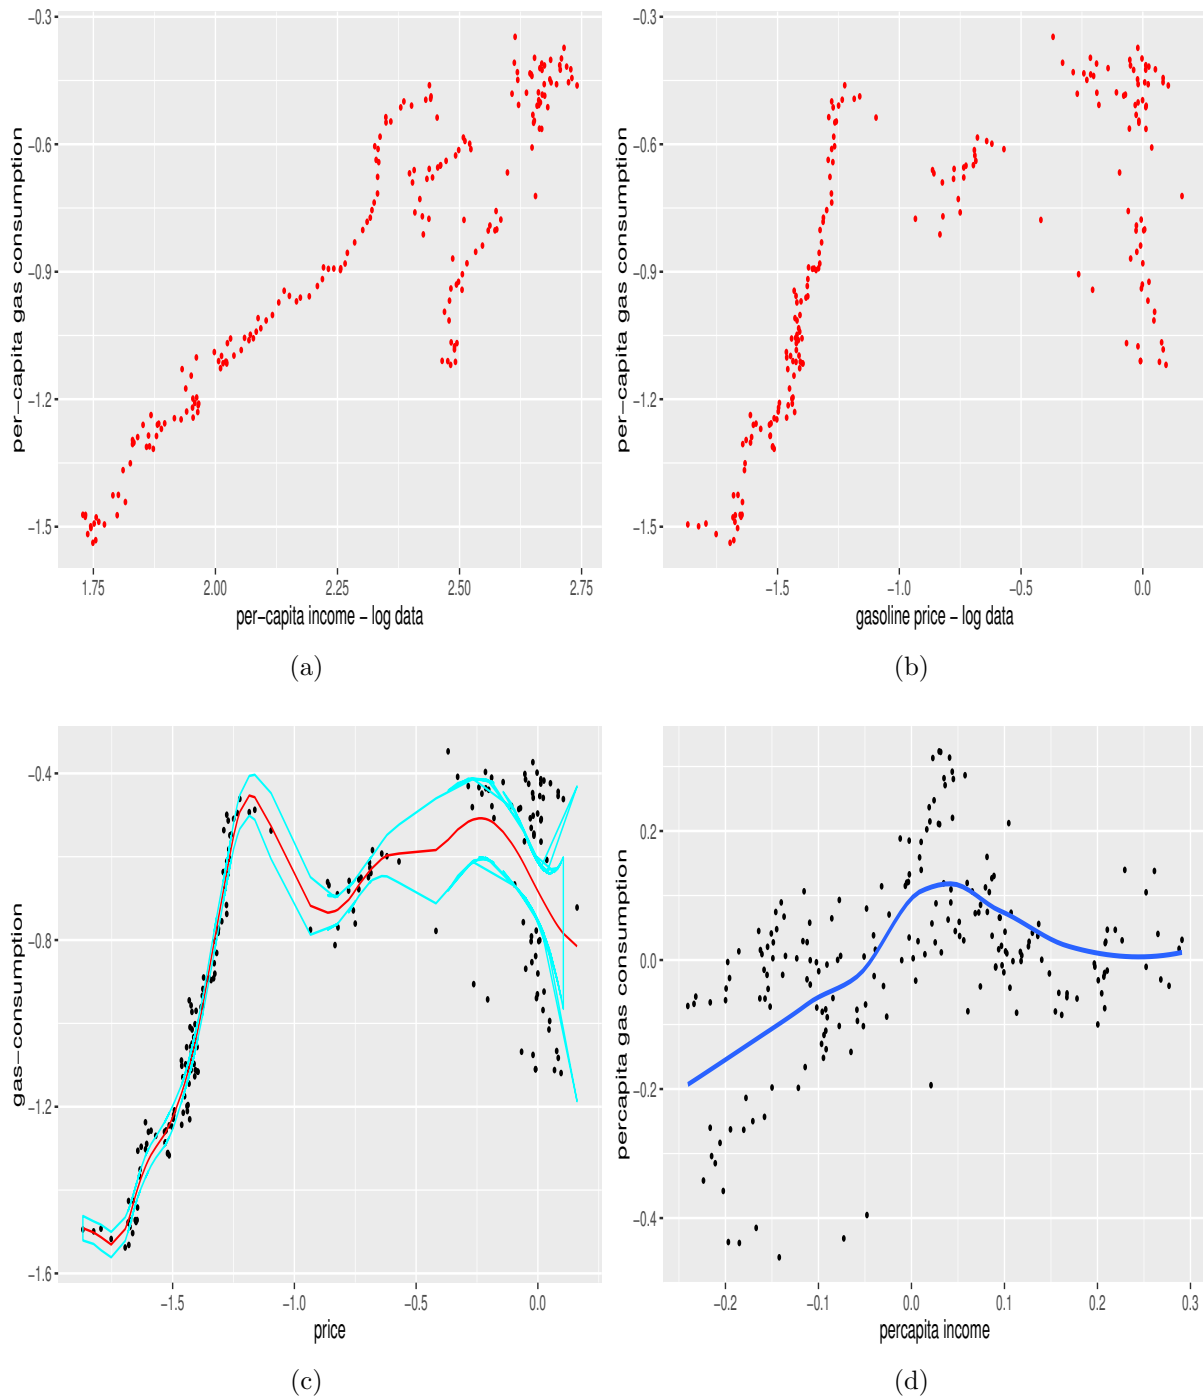 −0.3
−0.6
−0.9
−1.2
−1.5
per−capita gas consumption
1.75 2.00 2.25 2.50 2.75
per−capita income − log data
(a)
−0.3
−0.6
−0.9
−1.2
−1.5
per−capita gas consumption
−1.5 −1.0 −0.5 0.0
gasoline price − log data
(b)
−0.4
−0.8
−1.2
−1.6
gas−consumption
−1.5 −1.0 −0.5 0.0
price
(c)
0.2
0.0
−0.2
−0.4
percapita gas consumption
−0.2 −0.1 0.0 0.1 0.2 0.3
percapita income
(d)